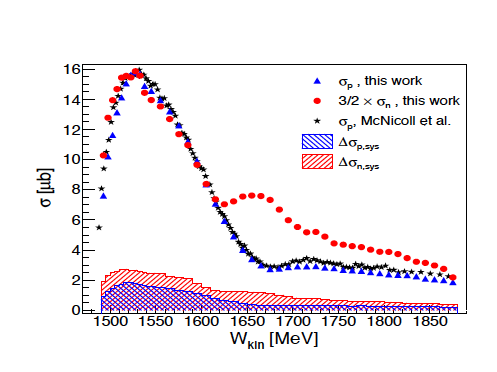 16
14
12
10
8
6
4
2
0
σ [μb]
σp , this work
3/2 × σn , this work
σp, McNicoll et al.
Δσp,sys
Δσn,sys
1500 1550 1600 1650 1700 1750 1800 1850
Wkin [MeV]